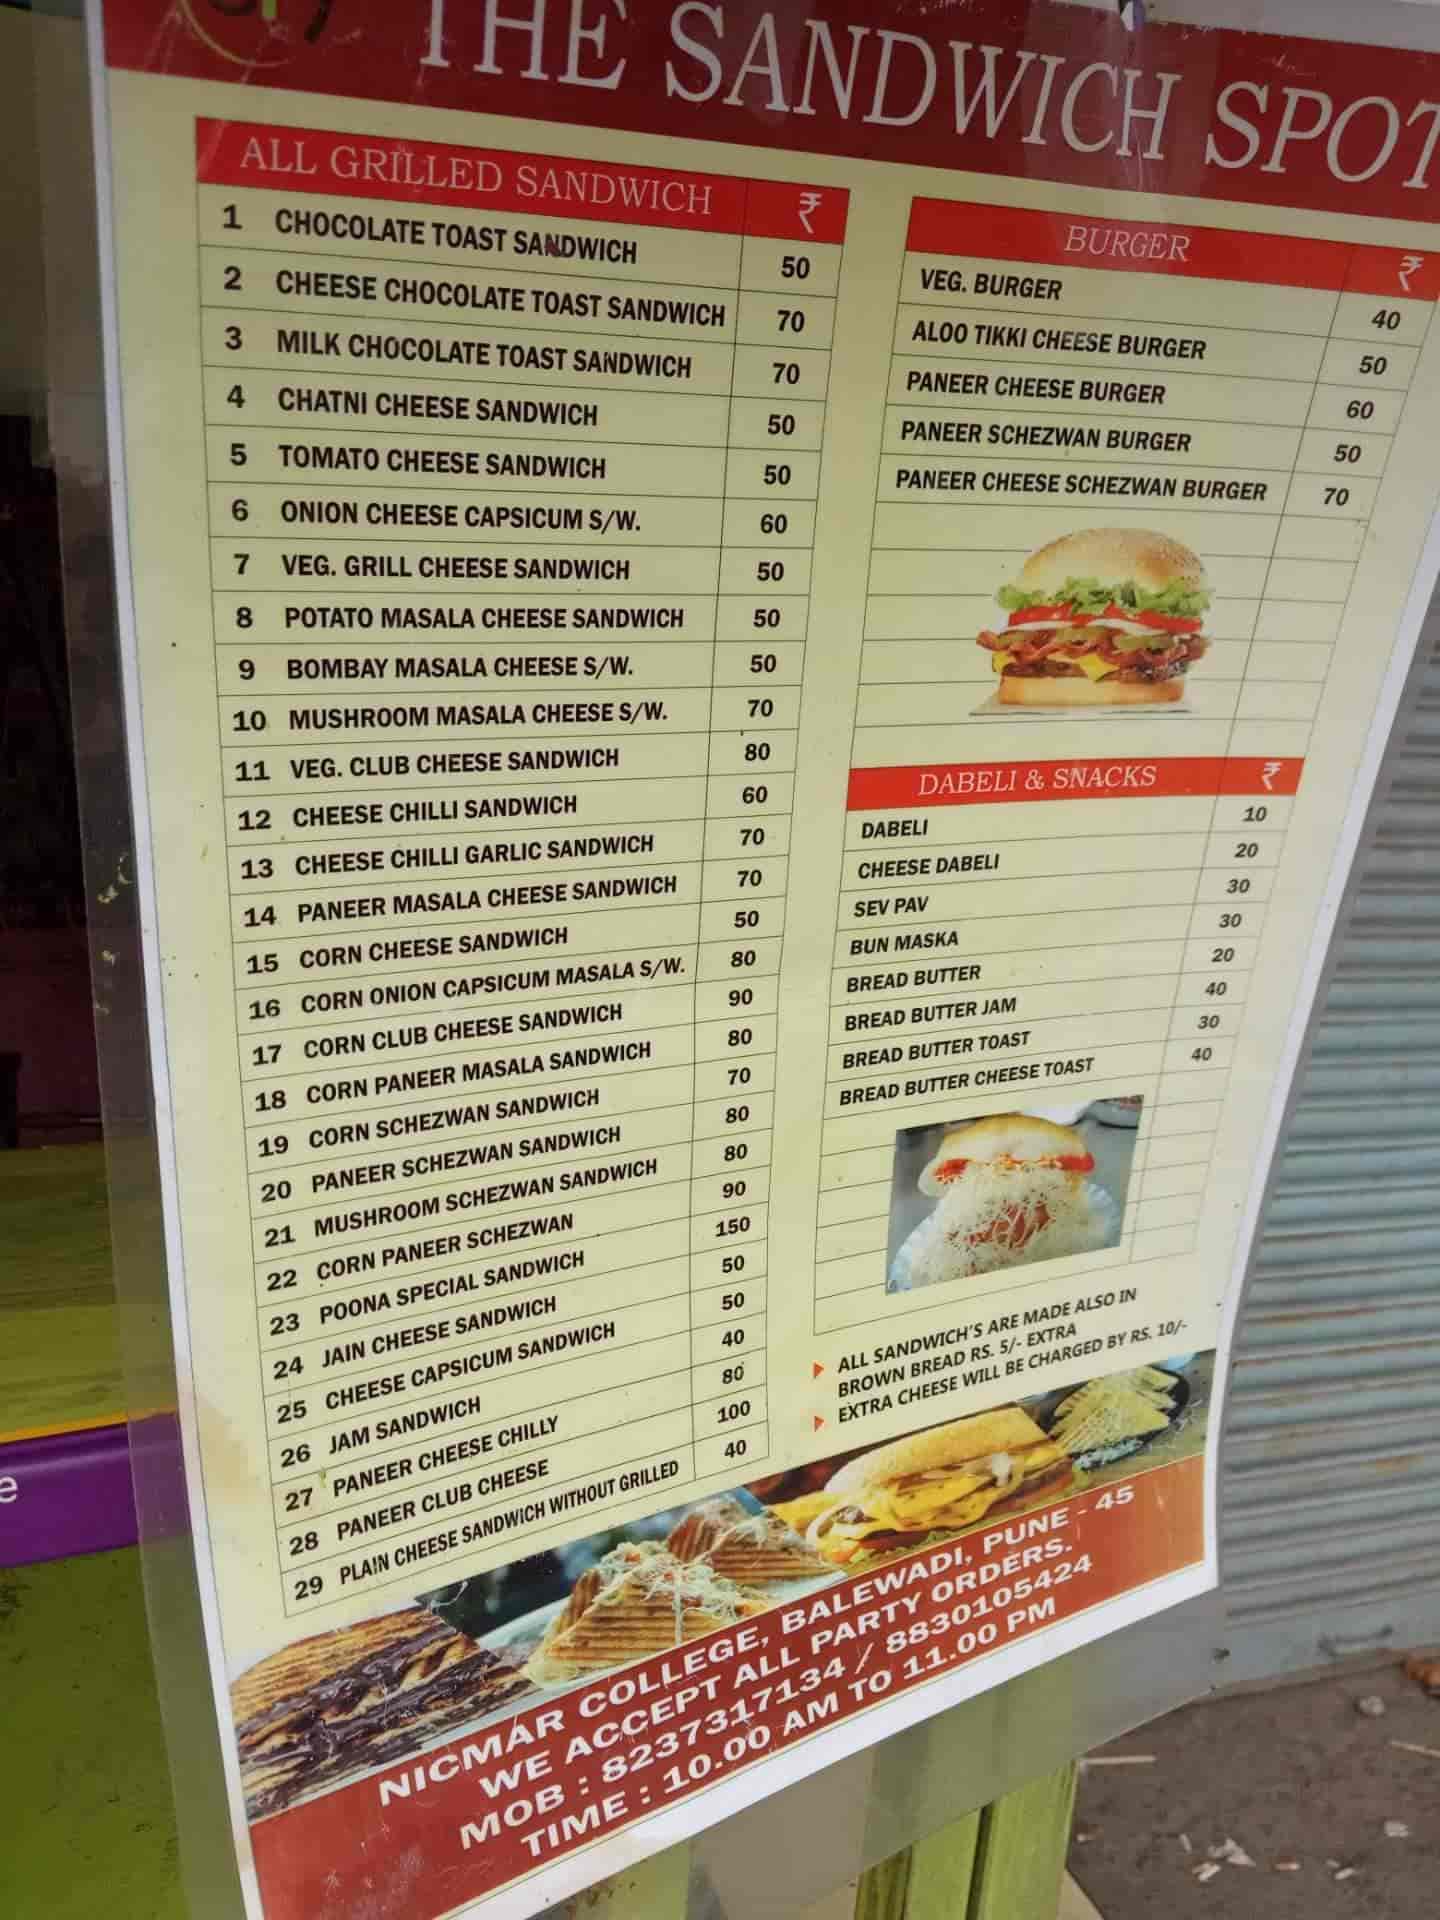 THE SANDWICH SPOT
ALL GRILLED SANDWICH ₹
1 CHOCOLATE TOAST SANDWICH 50
2 CHEESE CHOCOLATE TOAST SANDWICH 70
3 MILK CHOCOLATE TOAST SANDWICH 70
4 CHATNI CHEESE SANDWICH 50
5 TOMATO CHEESE SANDWICH 50
6 ONION CHEESE CAPSICUM S/W. 60
7 VEG. GRILL CHEESE SANDWICH 50
8 POTATO MASALA CHEESE SANDWICH 50
9 BOMBAY MASALA CHEESE S/W. 50
10 MUSHROOM MASALA CHEESE S/W. 70
11 VEG. CLUB CHEESE SANDWICH 80
12 CHEESE CHILLI SANDWICH 60
13 CHEESE CHILLI GARLIC SANDWICH 70
14 PANEER MASALA CHEESE SANDWICH 70
15 CORN CHEESE SANDWICH 50
16 CORN ONION CAPSICUM MASALA S/W. 80
17 CORN CLUB CHEESE SANDWICH 90
18 CORN PANEER MASALA SANDWICH 80
19 CORN SCHEZWAN SANDWICH 70
20 PANEER SCHEZWAN SANDWICH 80
21 MUSHROOM SCHEZWAN SANDWICH 80
22 CORN PANEER SCHEZWAN 90
23 POONA SPECIAL SANDWICH 150
24 JAIN CHEESE SANDWICH 50
25 CHEESE CAPSICUM SANDWICH 50
26 JAM SANDWICH 40
27 PANEER CHEESE CHILLY 80
28 PANEER CLUB CHEESE 100
29 PLAIN CHEESE SANDWICH WITHOUT GRILLED 40
BURGER ₹
VEG. BURGER 40
ALOO TIKKI CHEESE BURGER 50
PANEER CHEESE BURGER 60
PANEER SCHEZWAN BURGER 50
PANEER CHEESE SCHEZWAN BURGER 70
DABELI & SNACKS ₹
DABELI 10
CHEESE DABELI 20
SEV PAV 30
BUN MASKA 30
BREAD BUTTER 20
BREAD BUTTER JAM 40
BREAD BUTTER TOAST 30
BREAD BUTTER CHEESE TOAST 40
ALL SANDWICH'S ARE MADE ALSO IN
BROWN BREAD RS. 5/- EXTRA
EXTRA CHEESE WILL BE CHARGED BY RS. 10/-
NICMAR COLLEGE, BALEWADI, PUNE - 45
WE ACCEPT ALL PARTY ORDERS.
MOB : 8237317134 / 8830105424
TIME : 10.00 AM TO 11.00 PM